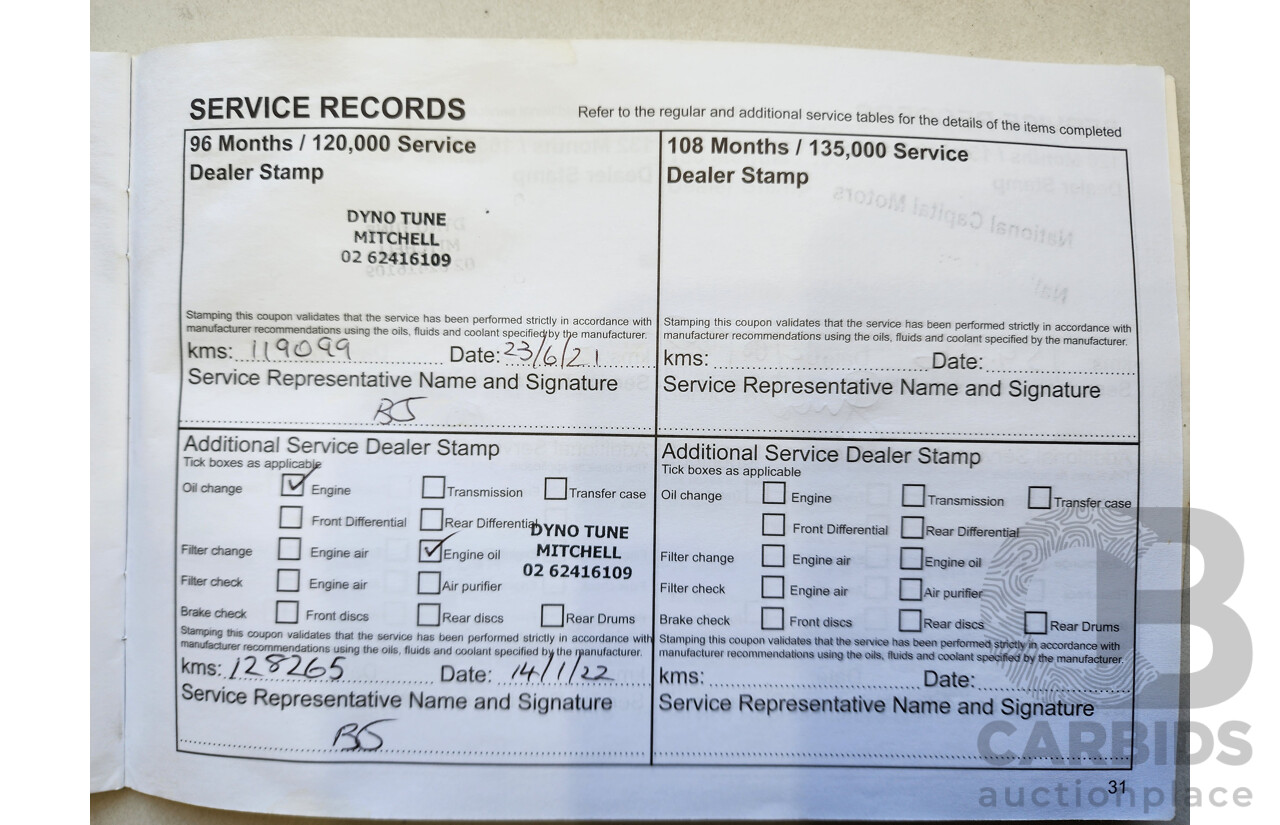 SERVICE RECORDS
Refer to the regular and additional service tables for the details of the items completed
96 Months / 120,000 Service
Dealer Stamp
DYNO TUNE
MITCHELL
02 62416109
Stamping this coupon validates that the service has been performed strictly in accordance with
manufacturer recommendations using the oils, fluids and coolant specified by the manufacturer.
kms: 119099 Date: 23/6/21
Service Representative Name and Signature
BJ
108 Months / 135,000 Service
Dealer Stamp
Stamping this coupon validates that the service has been performed strictly in accordance with
manufacturer recommendations using the oils, fluids and coolant specified by the manufacturer.
kms: Date:
Service Representative Name and Signature
Additional Service Dealer Stamp
Tick boxes as applicable
Oil change Engine Transmission Transfer case
Front Differential Rear Differential
Filter change Engine air Engine oil
Filter check Engine air Air purifier
Brake check Front discs Rear discs Rear Drums
DYNO TUNE
MITCHELL
02 62416109
Stamping this coupon validates that the service has been performed strictly in accordance with
manufacturer recommendations using the oils, fluids and coolant specified by the manufacturer.
kms: 128265 Date: 14/1/22
Service Representative Name and Signature
BJ
Additional Service Dealer Stamp
Tick boxes as applicable
Oil change Engine Transmission Transfer case
Front Differential Rear Differential
Filter change Engine air Engine oil
Filter check Engine air Air purifier
Brake check Front discs Rear discs Rear Drums
Stamping this coupon validates that the service has been performed strictly in accordance with
manufacturer recommendations using the oils, fluids and coolant specified by the manufacturer.
kms: Date:
Service Representative Name and Signature
31
CARBIDS
auctionplace